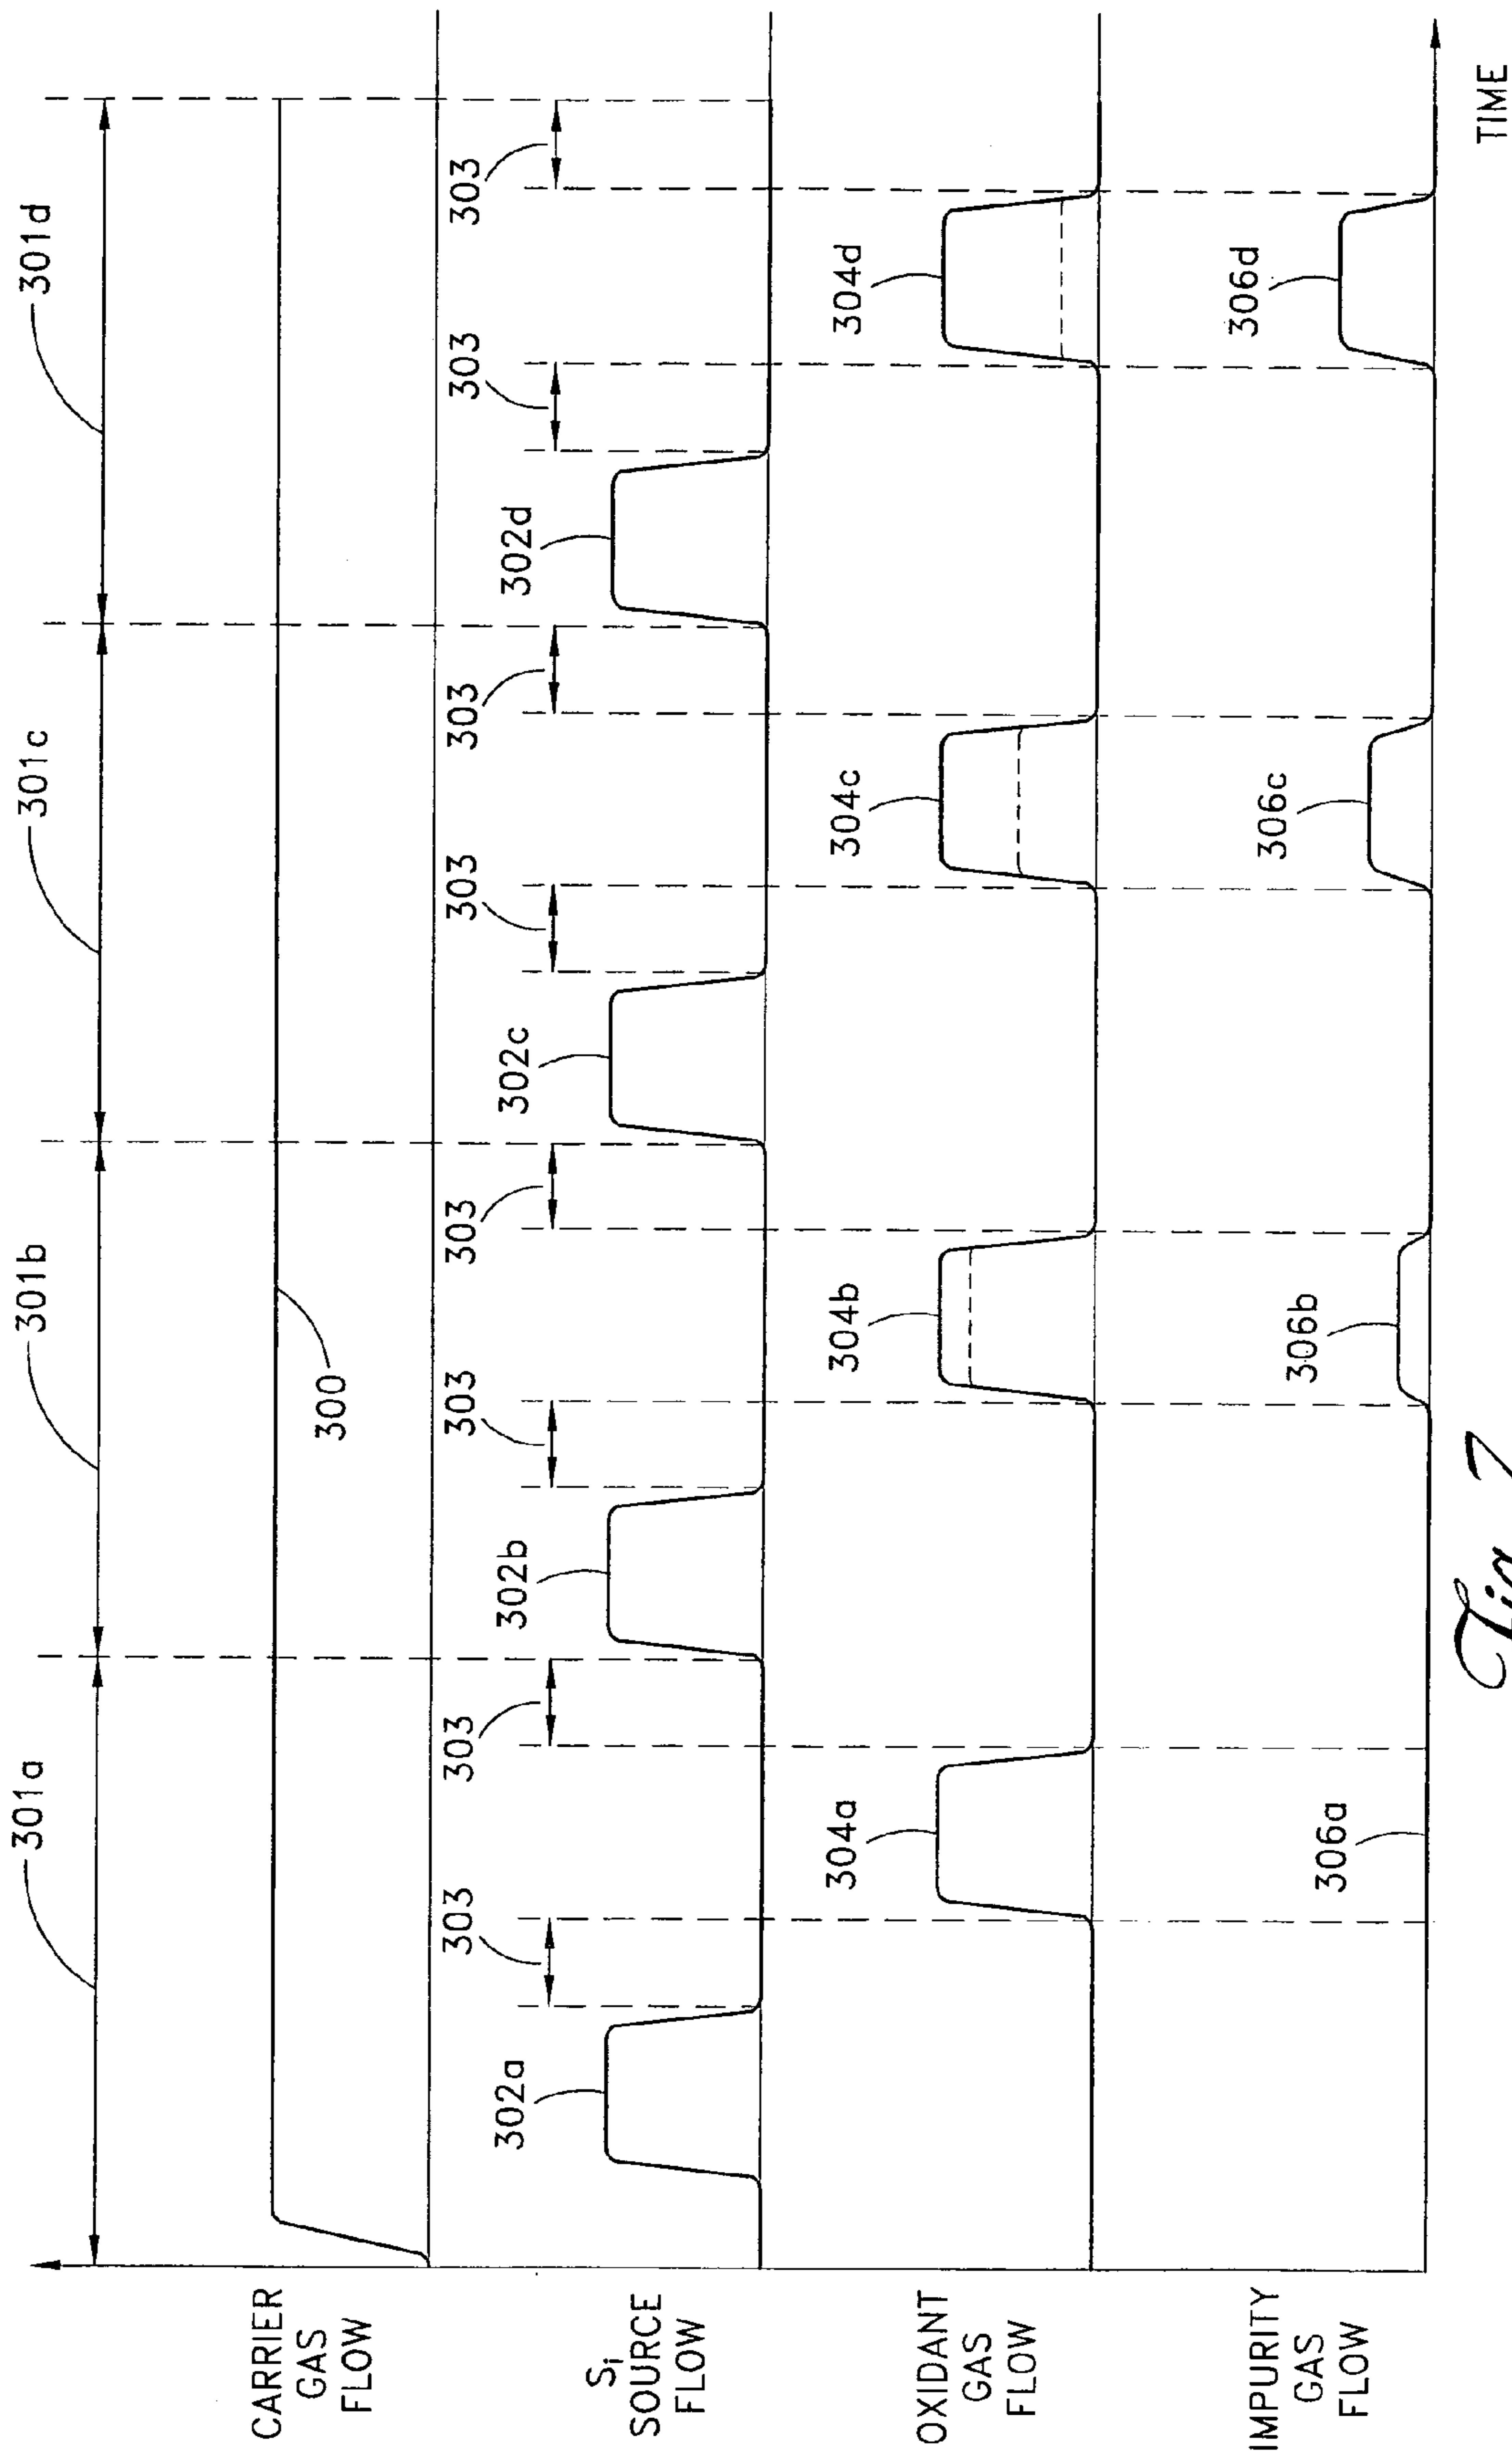 301a
301b
301c
301d
CARRIER
GAS
FLOW
300
303
303
303
303
303
303
303
303
Si
SOURCE
FLOW
302a
302b
302c
302d
OXIDANT
GAS
FLOW
304a
304b
304c
304d
IMPURITY
GAS
FLOW
306a
306b
306c
306d
TIME
Fig. 7